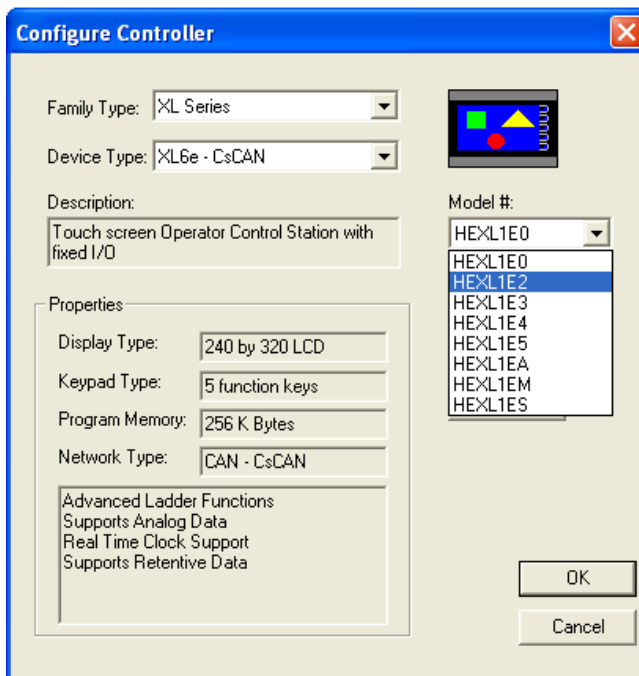 Configure Controller
Family Type: XL Series
Device Type: XL6e - CsCAN
Description:
Touch screen Operator Control Station with
fixed I/O
Model #:
HEXL1E0
HEXL1E0
HEXL1E2
HEXL1E3
HEXL1E4
HEXL1E5
HEXL1EA
HEXL1EM
HEXL1ES
Properties
Display Type: 240 by 320 LCD
Keypad Type: 5 function keys
Program Memory: 256 K Bytes
Network Type: CAN - CsCAN
Advanced Ladder Functions
Supports Analog Data
Real Time Clock Support
Supports Retentive Data
OK
Cancel